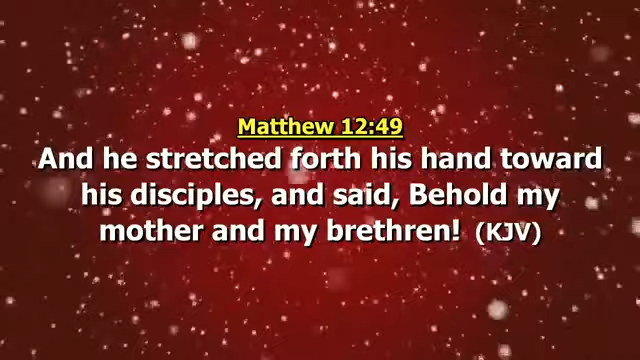 Matthew 12:49
And he stretched forth his hand toward
his disciples, and said, Behold my
mother and my brethren! (KJV)